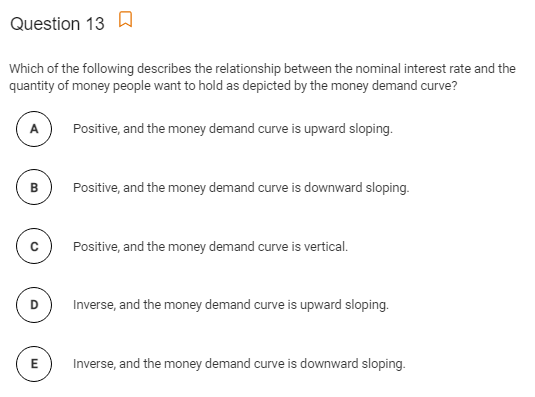 Question 13
Which of the following describes the relationship between the nominal interest rate and the
quantity of money people want to hold as depicted by the money demand curve?
A Positive, and the money demand curve is upward sloping.
B Positive, and the money demand curve is downward sloping.
C Positive, and the money demand curve is vertical.
D Inverse, and the money demand curve is upward sloping.
E Inverse, and the money demand curve is downward sloping.